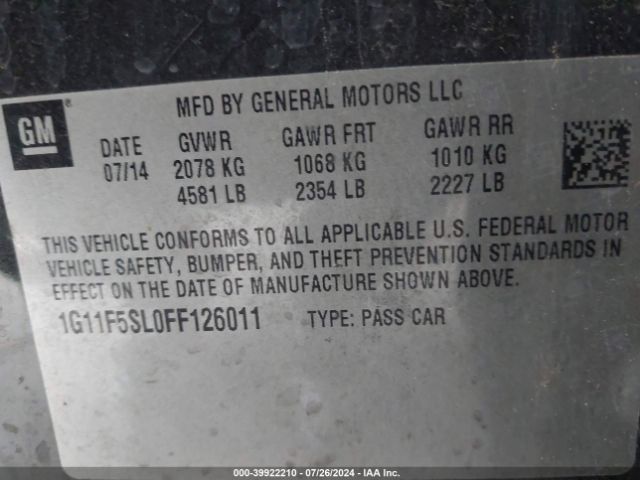 GM ®
MFD BY GENERAL MOTORS LLC
DATE GVWR GAWR FRT GAWR RR
07/14 2078 KG 1068 KG 1010 KG
4581 LB 2354 LB 2227 LB
THIS VEHICLE CONFORMS TO ALL APPLICABLE U.S. FEDERAL MOTOR
VEHICLE SAFETY, BUMPER, AND THEFT PREVENTION STANDARDS IN
EFFECT ON THE DATE OF MANUFACTURE SHOWN ABOVE.
1G11F5SL0FF126011 TYPE: PASS CAR
000-39922210 - 07/26/2024 - IAA Inc.